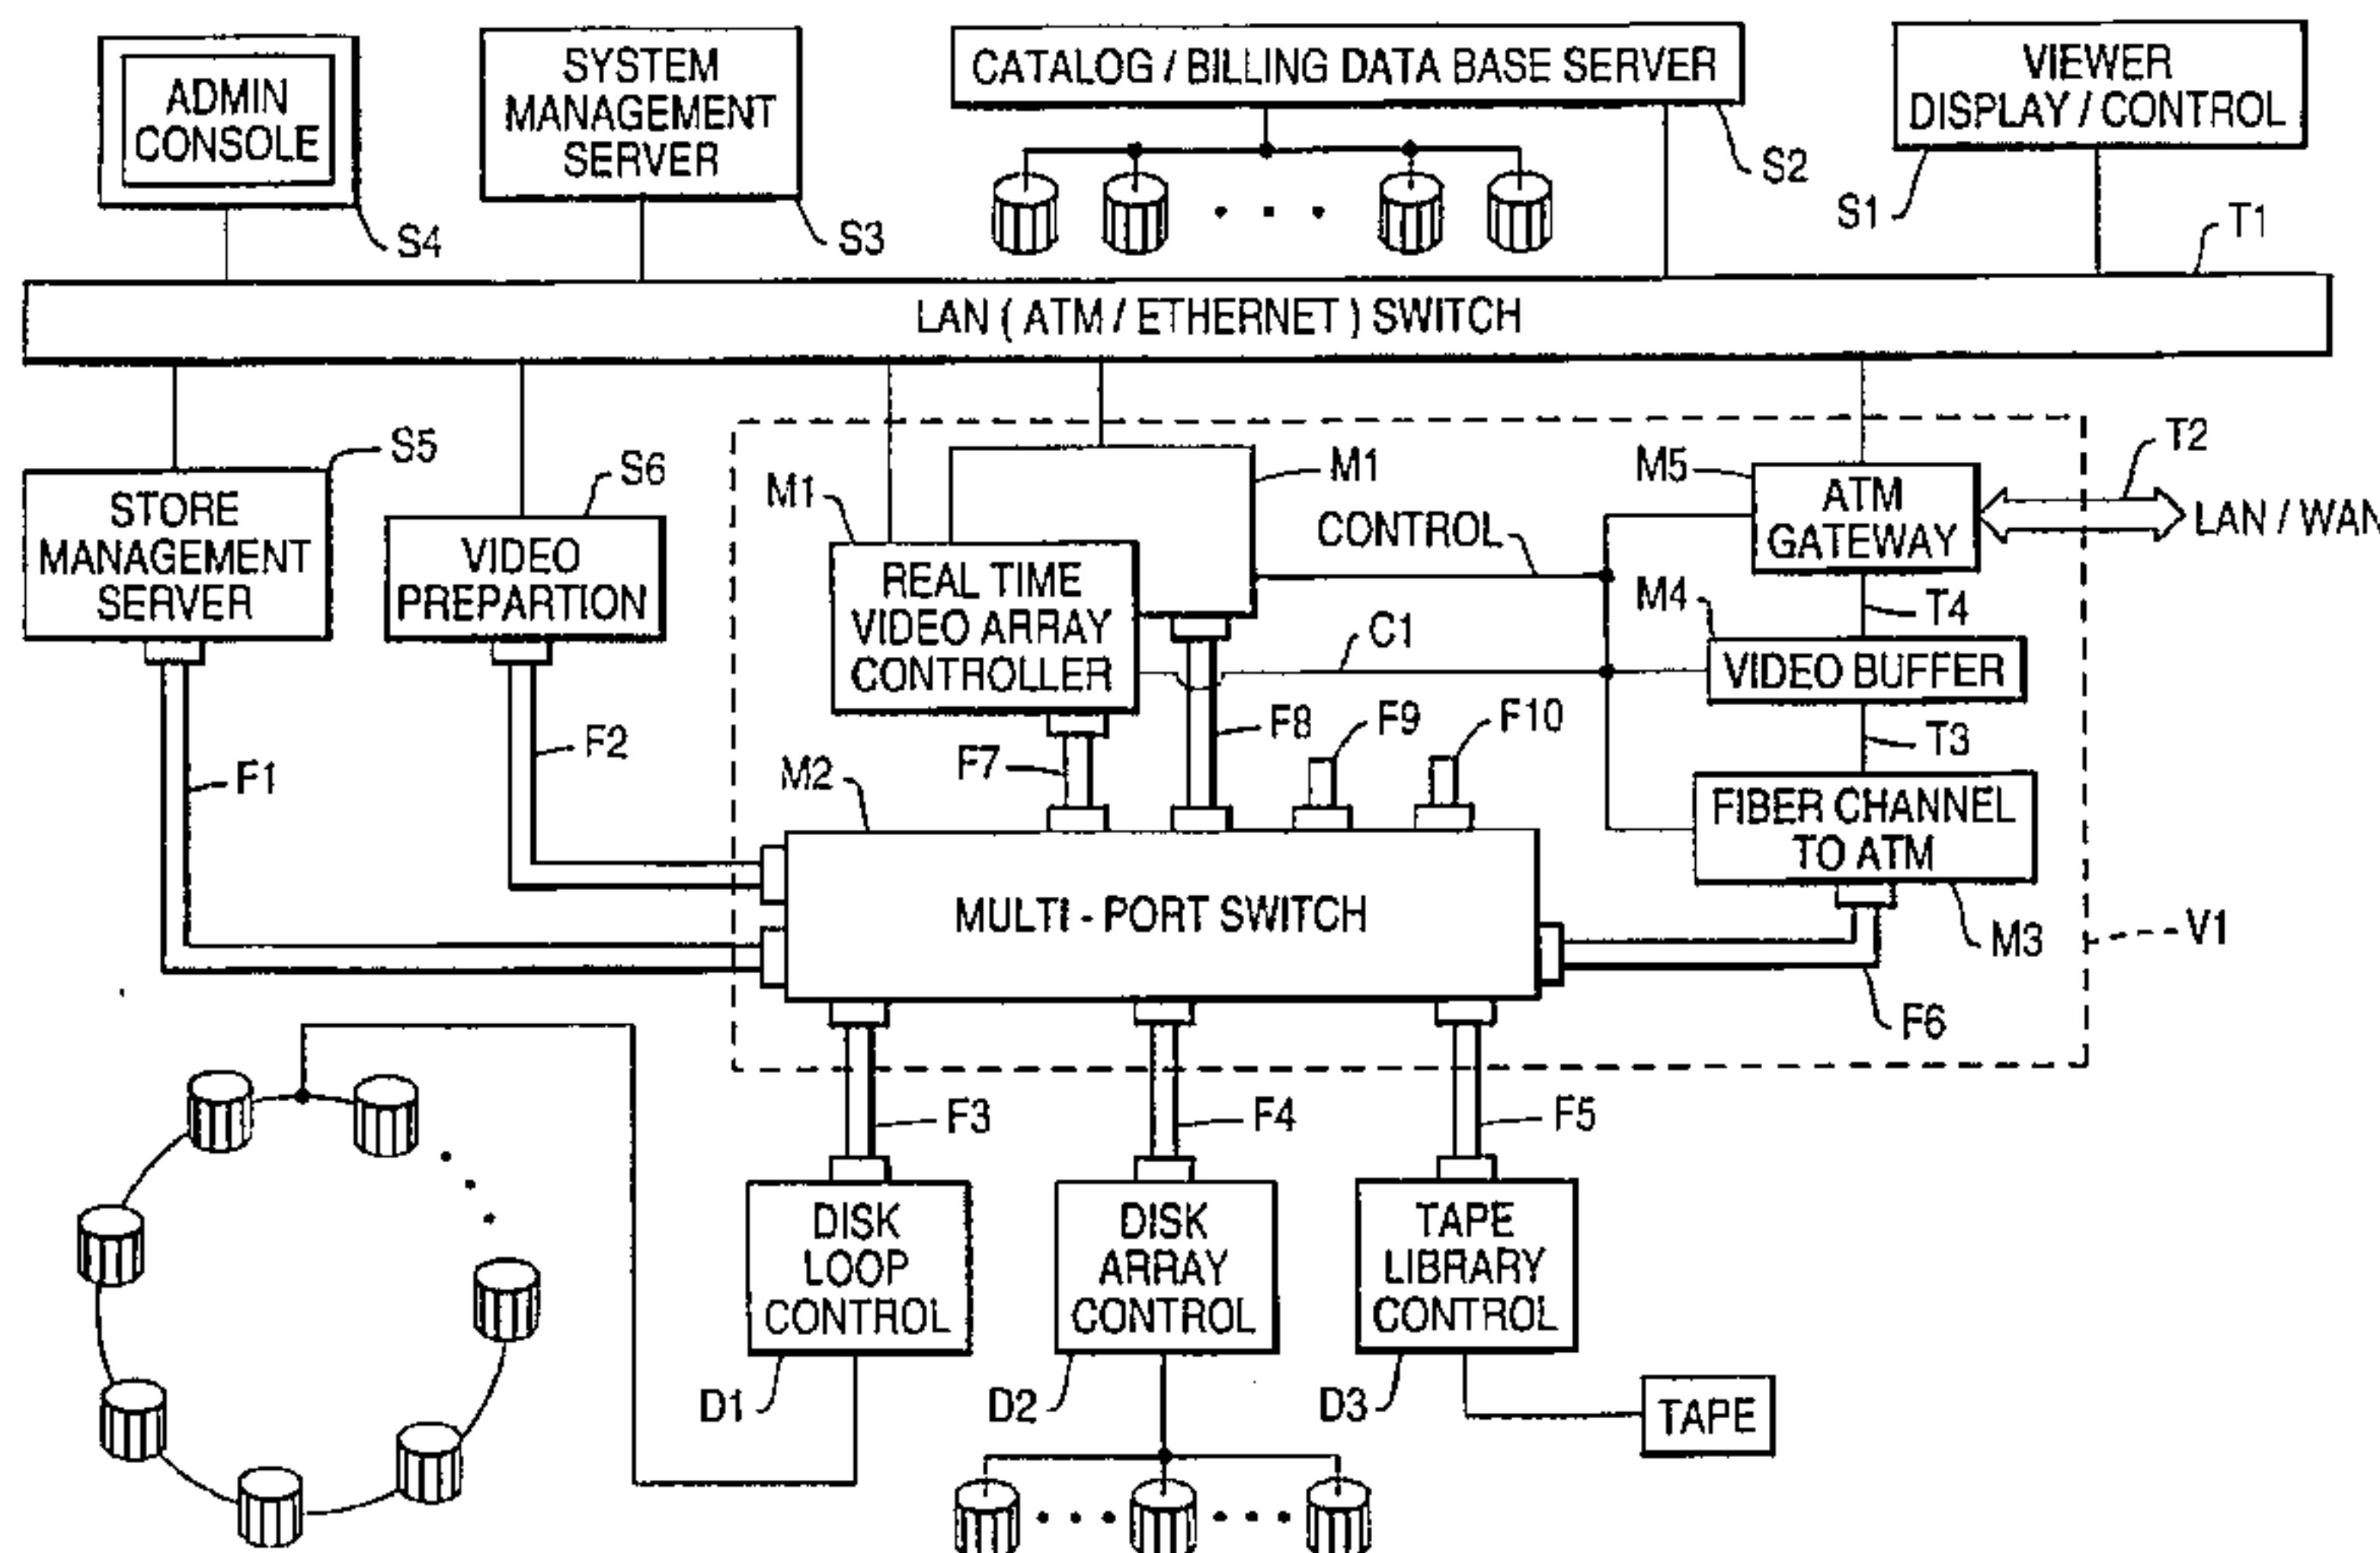 ADMIN
CONSOLE
S4
SYSTEM
MANAGEMENT
SERVER
S3
CATALOG / BILLING DATA BASE SERVER
S2
VIEWER
DISPLAY / CONTROL
S1
T1
LAN ( ATM / ETHERNET ) SWITCH
STORE
MANAGEMENT
SERVER
S5
VIDEO
PREPARTION
S6
M1
M1
REAL TIME
VIDEO ARRAY
CONTROLLER
CONTROL
C1
M5
ATM
GATEWAY
T2
LAN / WAN
T4
M4
VIDEO BUFFER
T3
FIBER CHANNEL
TO ATM
M3
V1
F1
F2
F7
F8
F9
F10
M2
MULTI - PORT SWITCH
F6
F3
F4
F5
DISK
LOOP
CONTROL
D1
DISK
ARRAY
CONTROL
D2
TAPE
LIBRARY
CONTROL
D3
TAPE